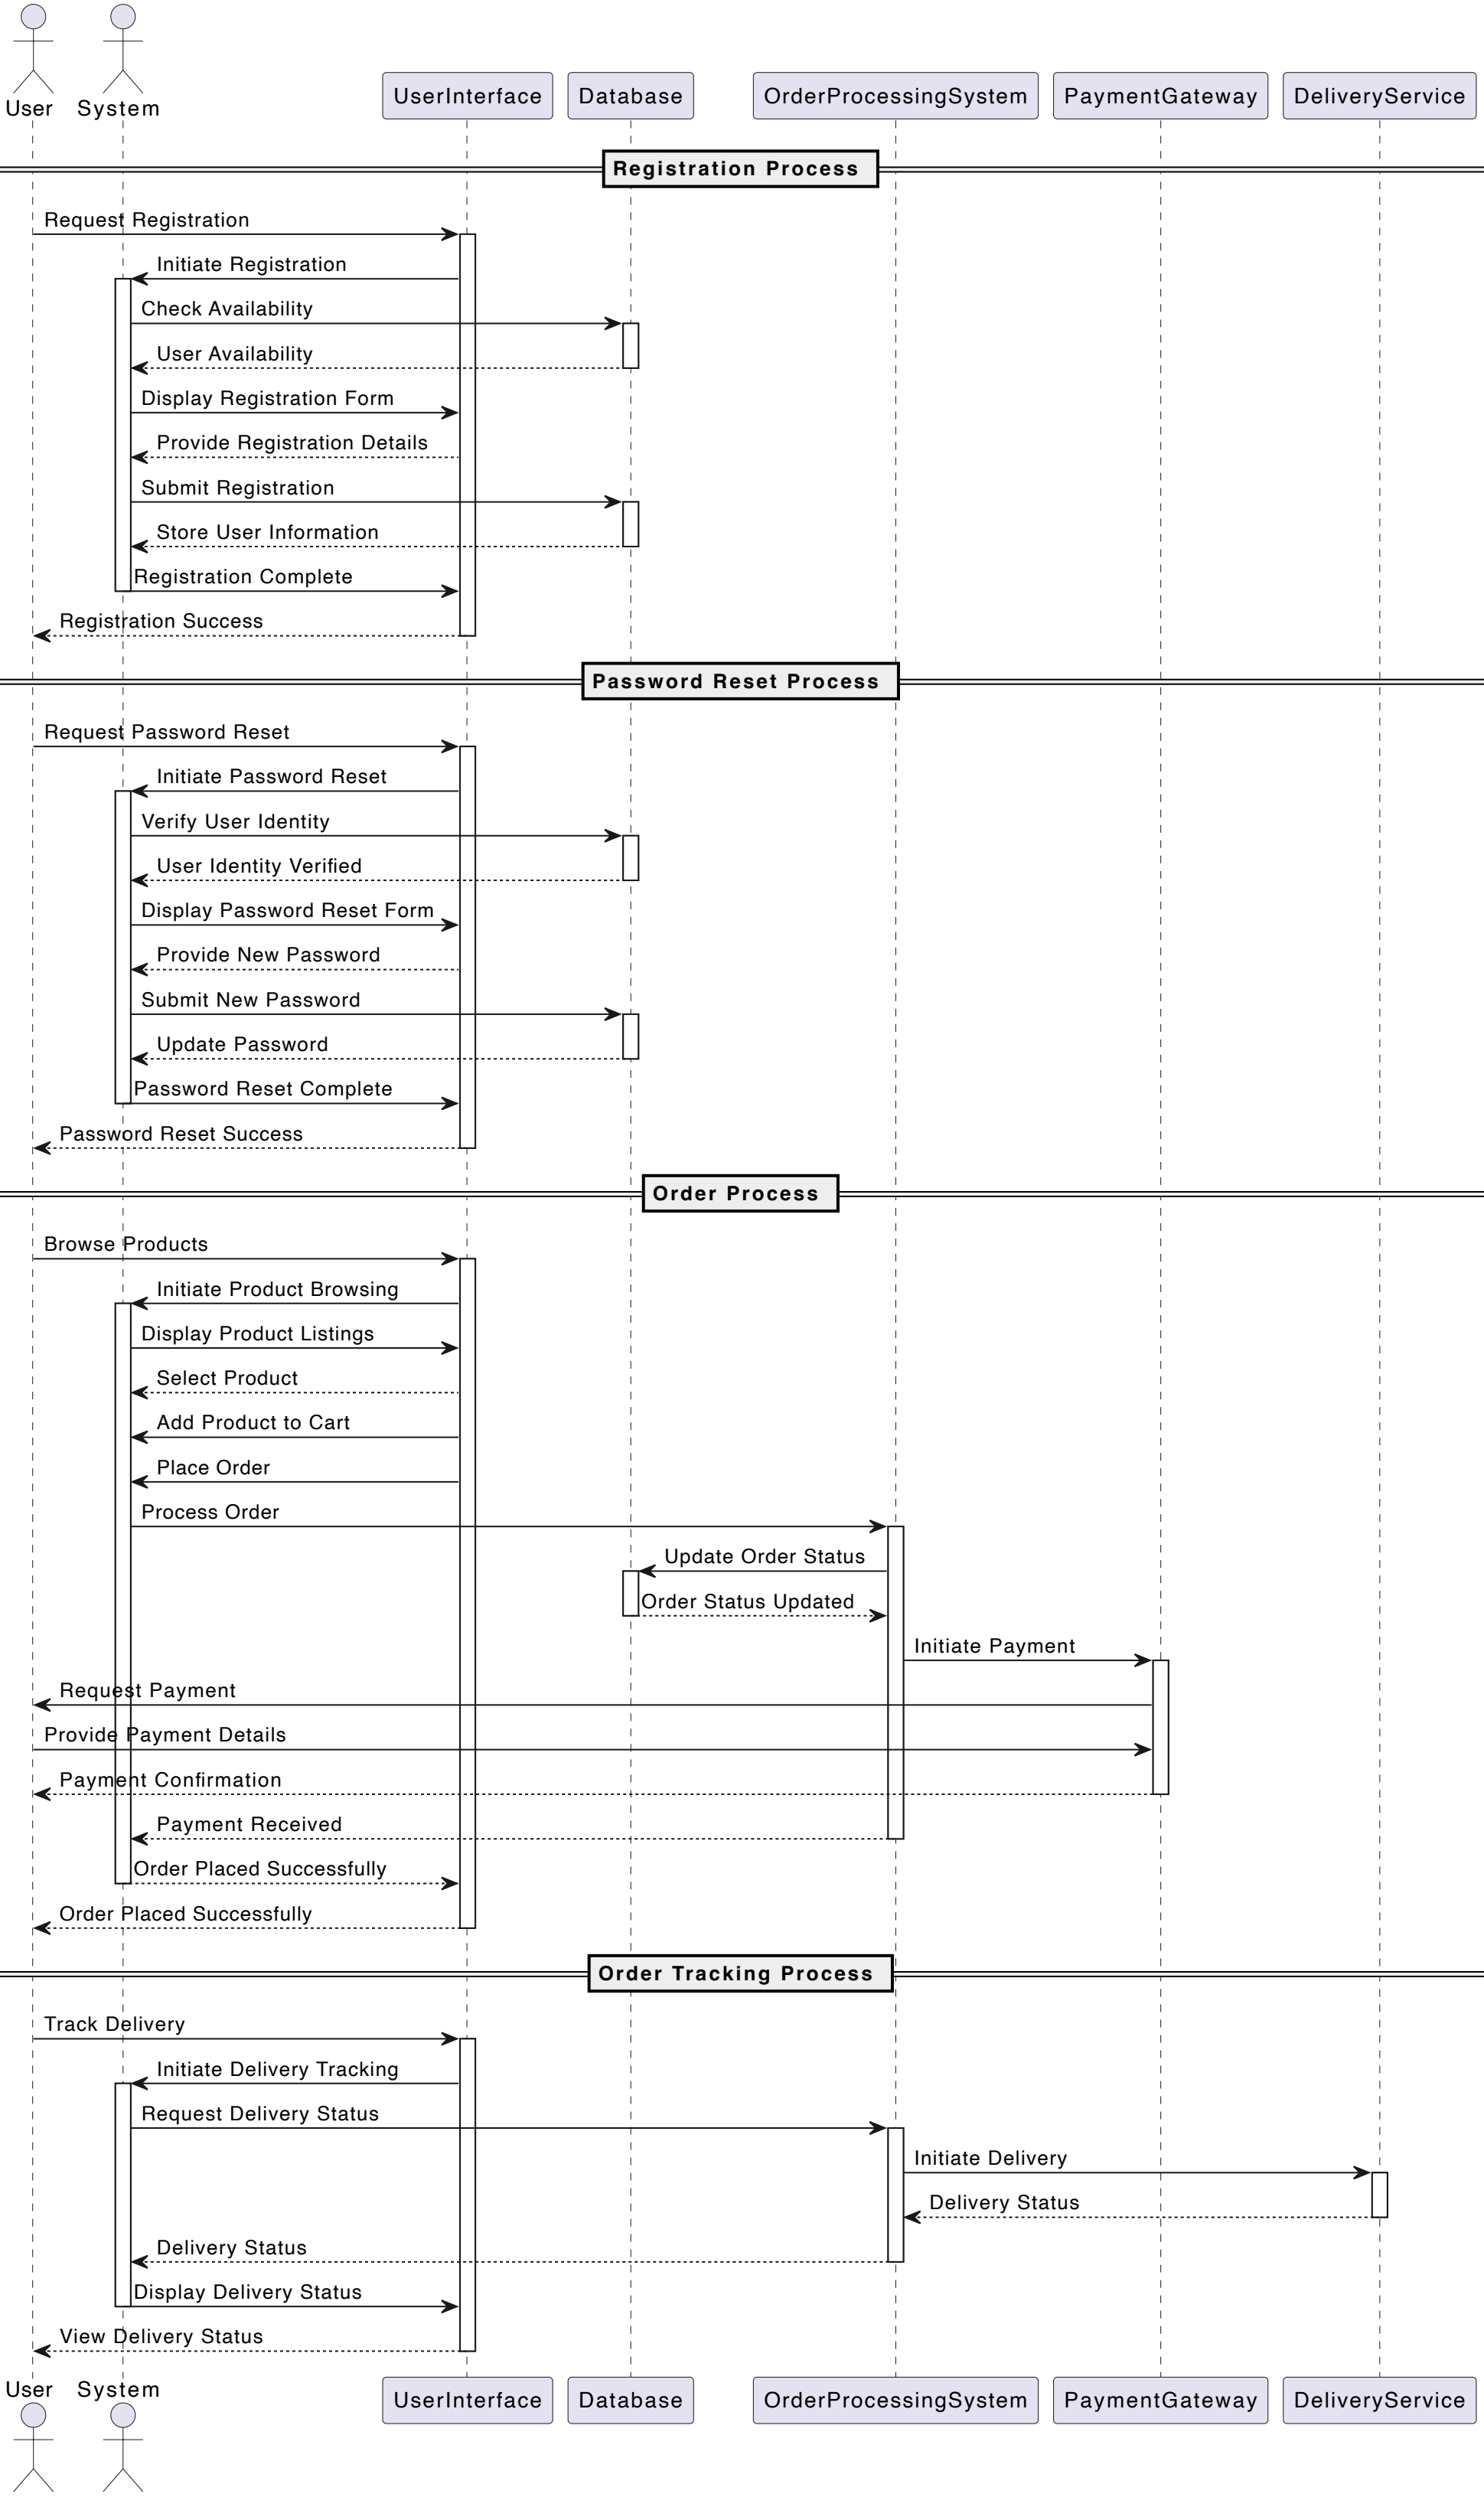 User
System
UserInterface
Database
OrderProcessingSystem
PaymentGateway
DeliveryService
Registration Process
Request Registration
Initiate Registration
Check Availability
User Availability
Display Registration Form
Provide Registration Details
Submit Registration
Store User Information
Registration Complete
Registration Success
Password Reset Process
Request Password Reset
Initiate Password Reset
Verify User Identity
User Identity Verified
Display Password Reset Form
Provide New Password
Submit New Password
Update Password
Password Reset Complete
Password Reset Success
Order Process
Browse Products
Initiate Product Browsing
Display Product Listings
Select Product
Add Product to Cart
Place Order
Process Order
Update Order Status
Order Status Updated
Initiate Payment
Request Payment
Provide Payment Details
Payment Confirmation
Payment Received
Order Placed Successfully
Order Placed Successfully
Order Tracking Process
Track Delivery
Initiate Delivery Tracking
Request Delivery Status
Initiate Delivery
Delivery Status
Delivery Status
Display Delivery Status
View Delivery Status
User
System
UserInterface
Database
OrderProcessingSystem
PaymentGateway
DeliveryService